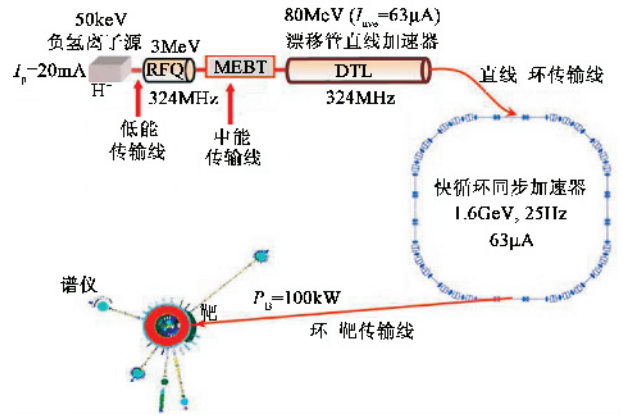 50keV
负氢离子源
I_p=20mA
H⁻
3MeV
RFQ
324MHz
MEBT
80MeV (I_ave=63μA)
漂移管直线加速器
DTL
324MHz
低能
传输线
中能
传输线
直线 环传输线
快循环同步加速器
1.6GeV, 25Hz
63μA
谱仪
靶
P_B=100kW
环 靶传输线